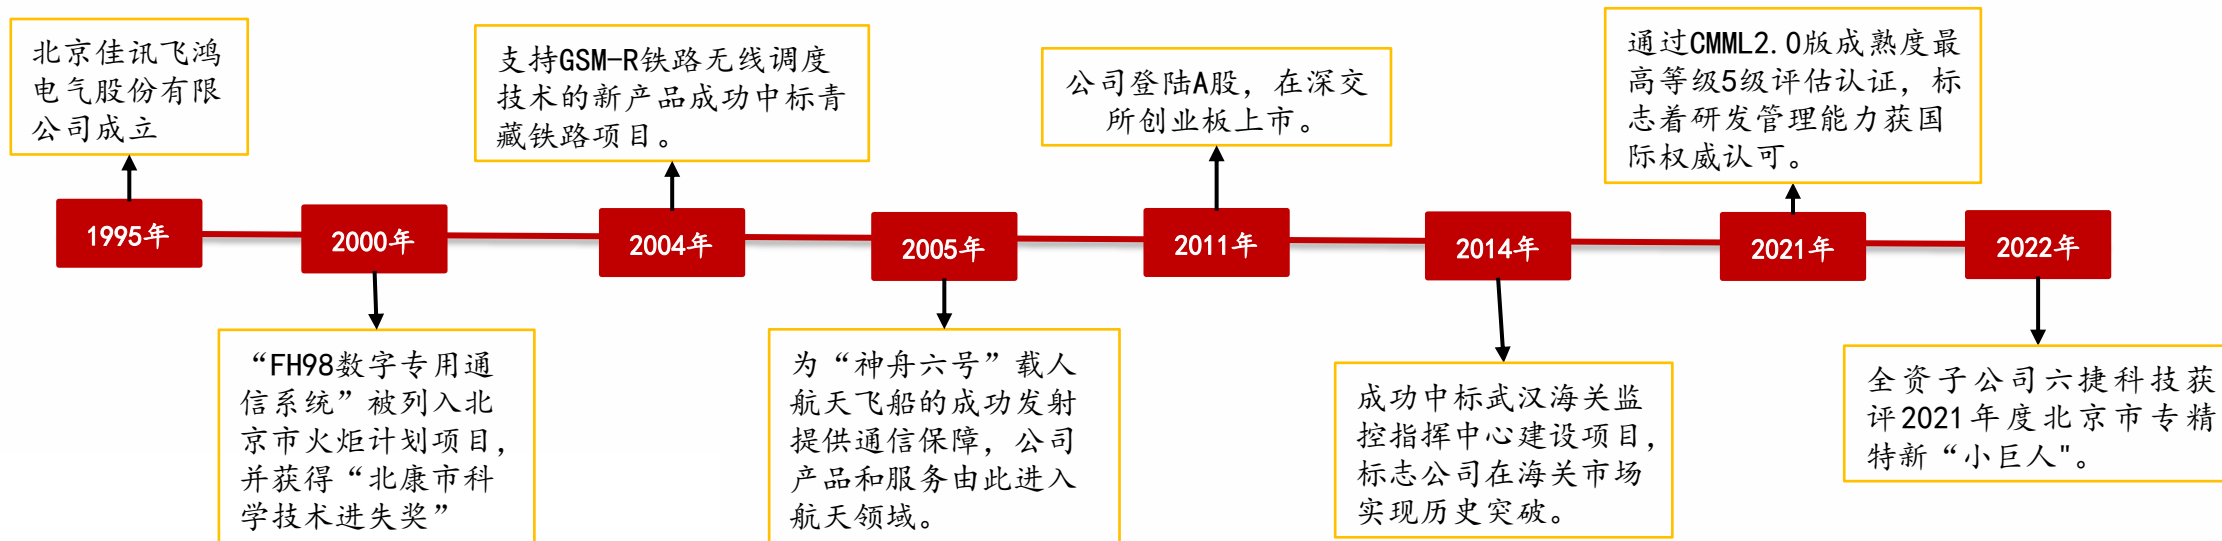 北京佳讯飞鸿
电气股份有限
公司成立
支持GSM-R铁路无线调度
技术的新产品成功中标青
藏铁路项目。
公司登陆A股，在深交
所创业板上市。
通过CMML2.0版成熟度最
高等级5级评估认证，标
志着研发管理能力获国
际权威认可。
1995年
2000年
2004年
2005年
2011年
2014年
2021年
2022年
“FH98数字专用通
信系统”被列入北
京市火炬计划项目，
并获得“北康市科
学技术进失奖”
为“神舟六号”载人
航天飞船的成功发射
提供通信保障，公司
产品和服务由此进入
航天领域。
成功中标武汉海关监
控指挥中心建设项目，
标志公司在海关市场
实现历史突破。
全资子公司六捷科技获
评2021年度北京市专精
特新“小巨人"。